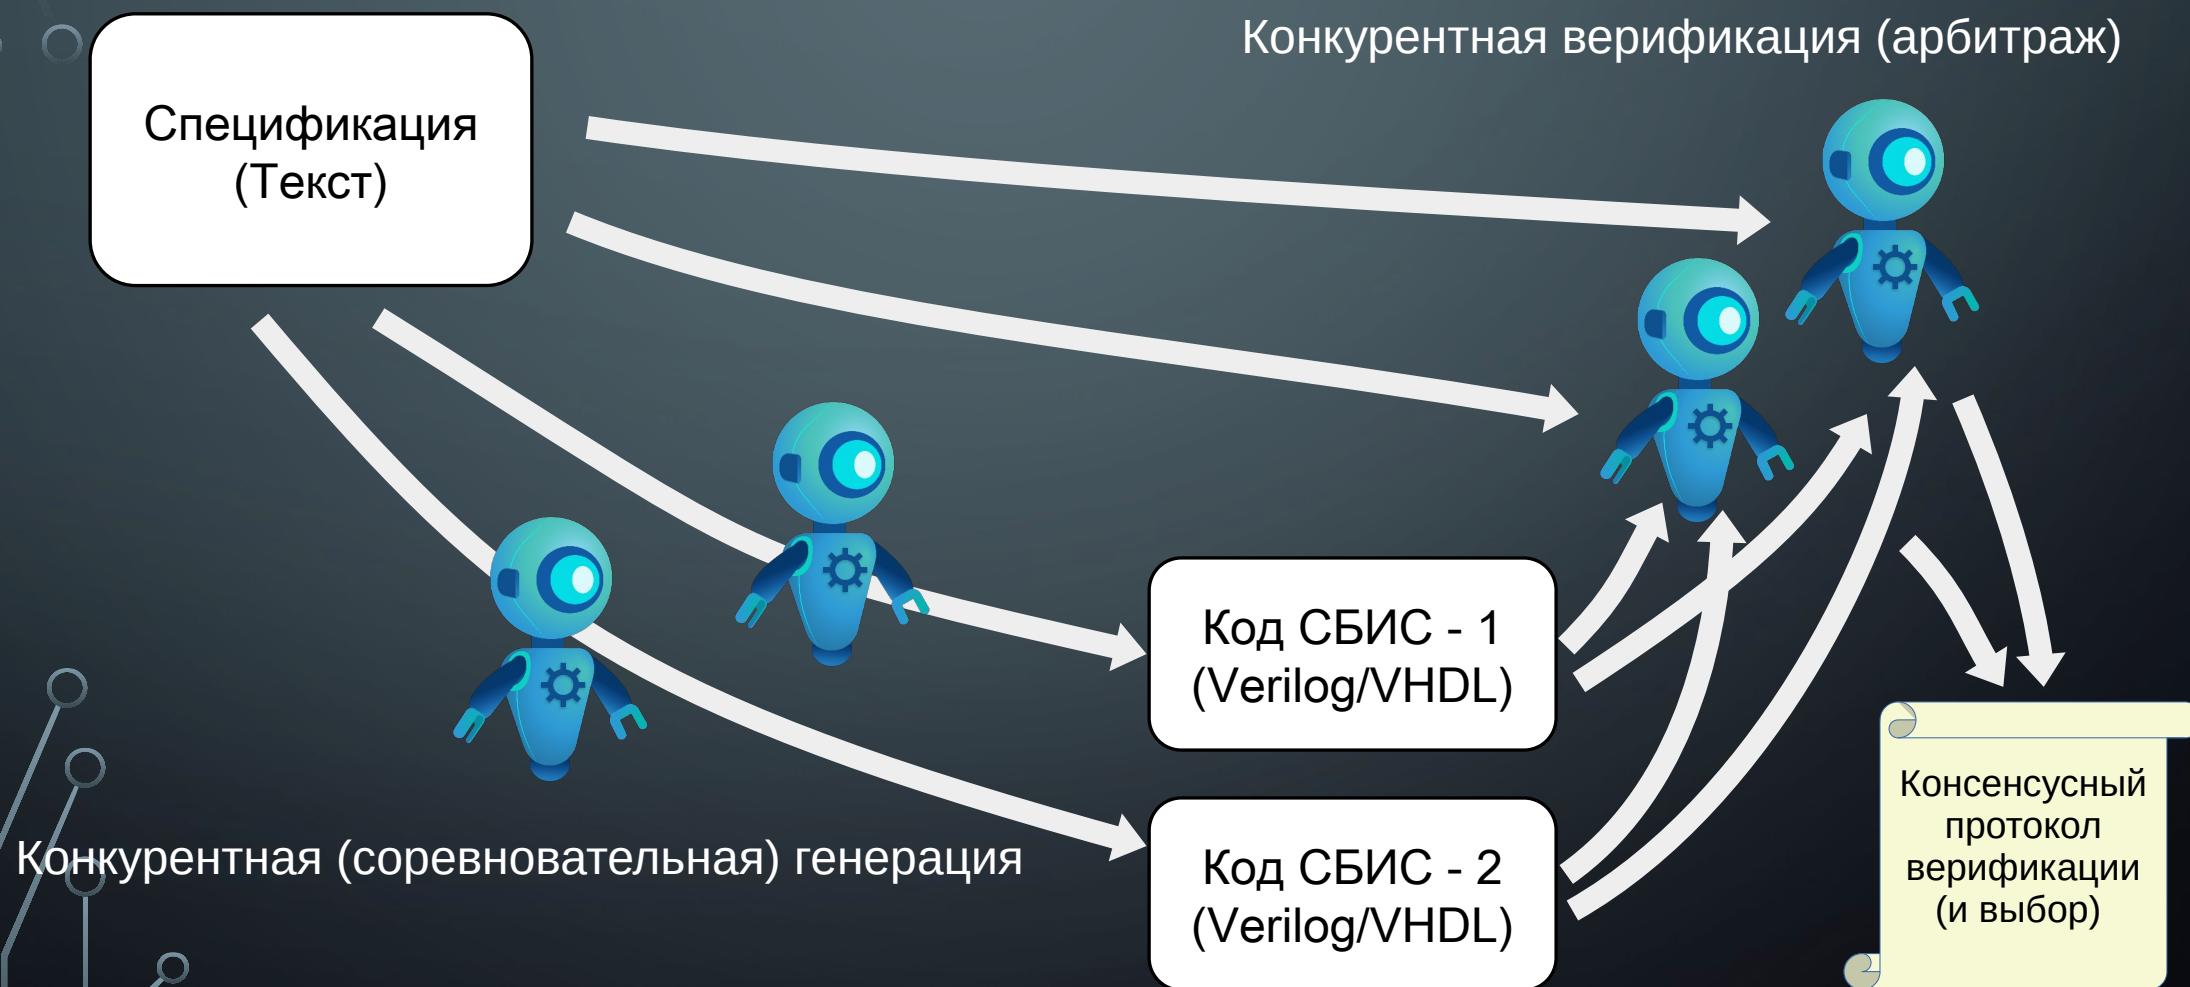 Конкурентная верификация (арбитраж)
Спецификация
(Текст)
Код СБИС - 1
(Verilog/VHDL)
Конкурентная (соревновательная) генерация
Код СБИС - 2
(Verilog/VHDL)
Консенсусный
протокол
верификации
(и выбор)